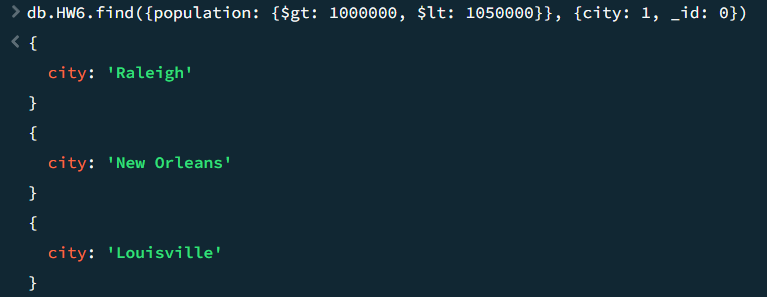 > db.HW6.find({population: {$gt: 1000000, $lt: 1050000}}, {city: 1, _id: 0})
< {
city: 'Raleigh'
}
{
city: 'New Orleans'
}
{
city: 'Louisville'
}